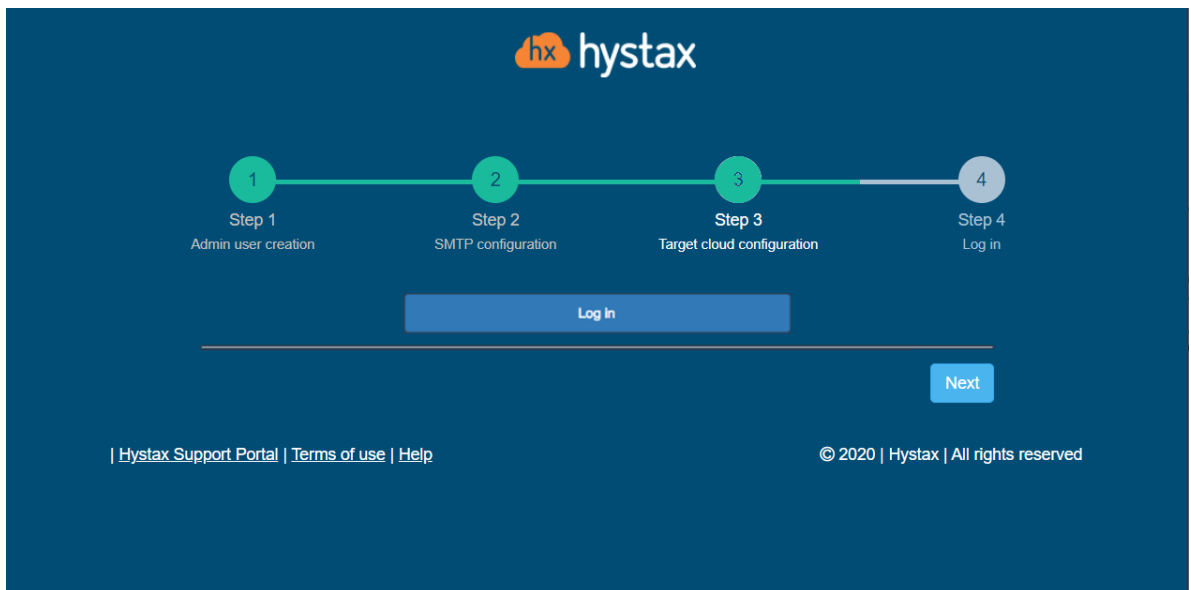 hx hystax
1 2 3 4
Step 1 Step 2 Step 3 Step 4
Admin user creation SMTP configuration Target cloud configuration Log in
Log In
Next
| Hystax Support Portal | Terms of use | Help © 2020 | Hystax | All rights reserved